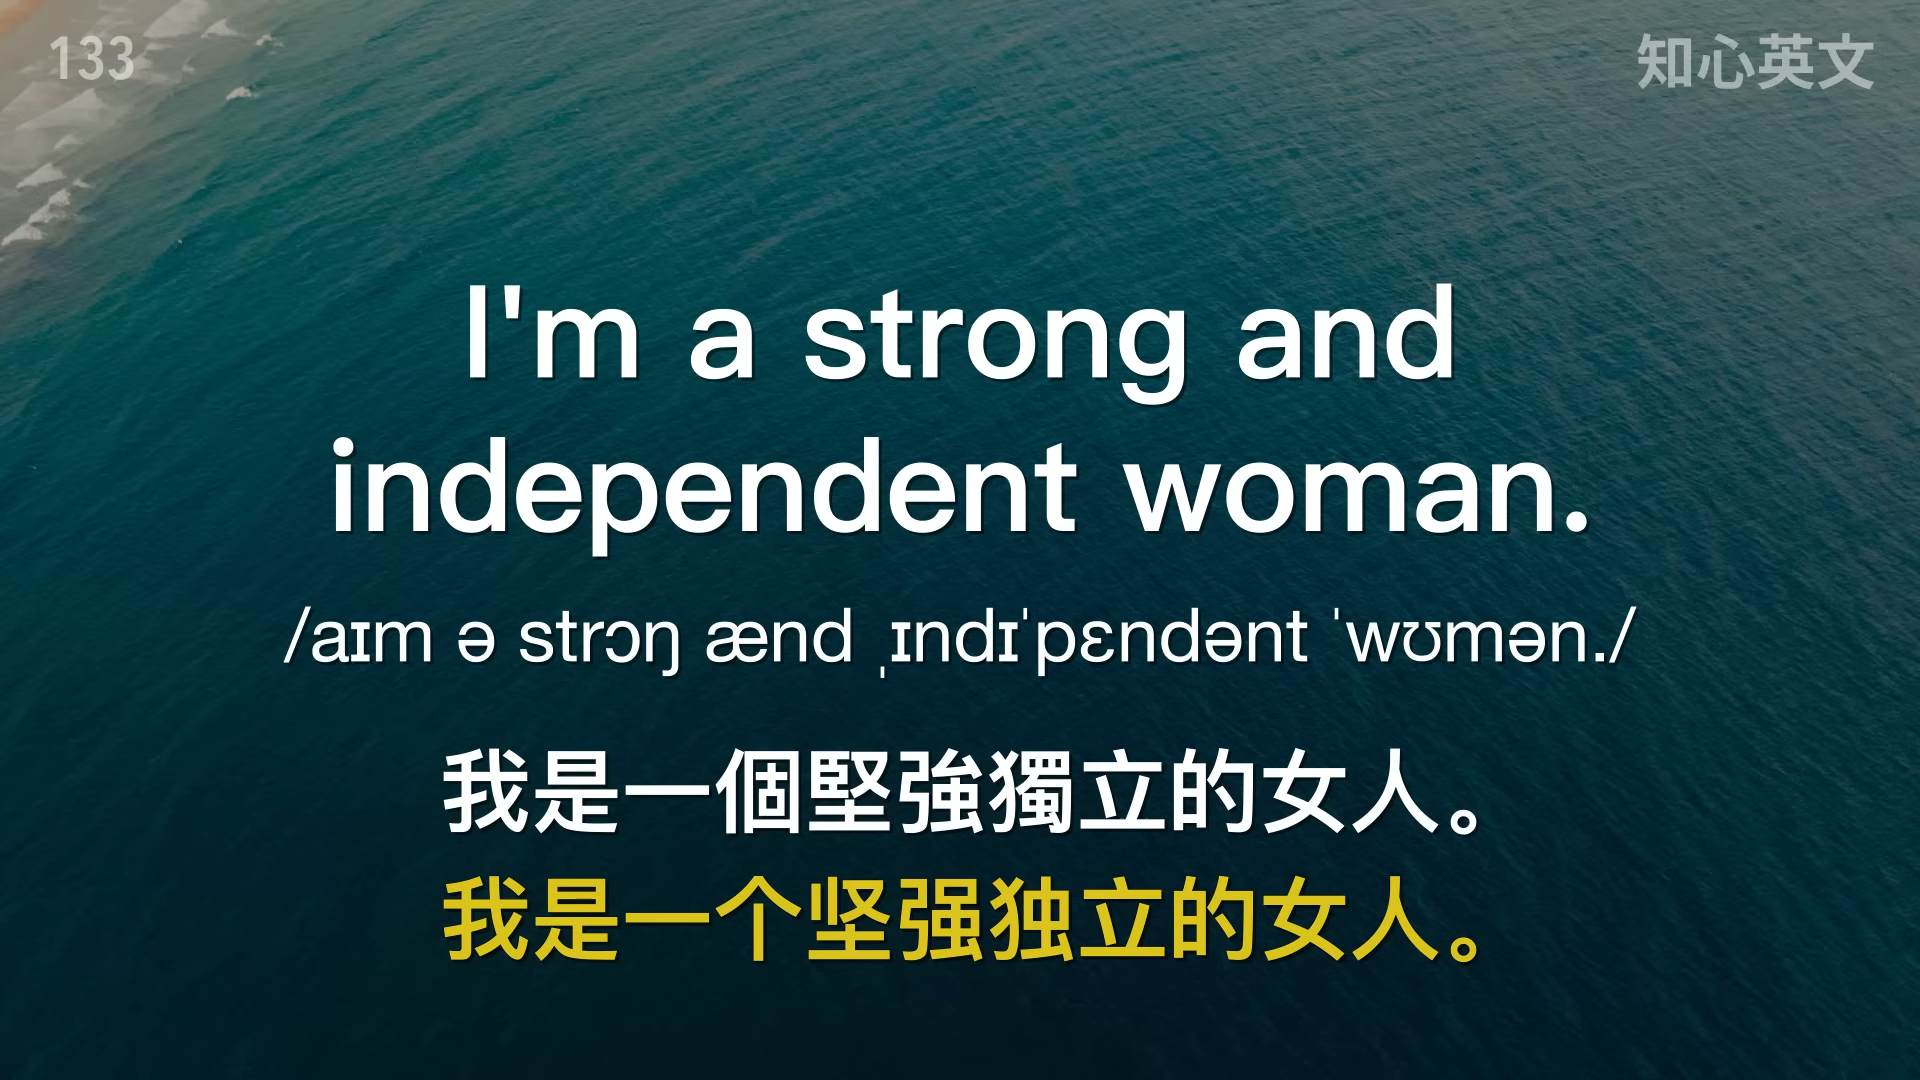 133
知心英文
I'm a strong and
independent woman.
/aɪm ə strɔŋ ænd ˌɪndɪˈpɛndənt ˈwʊmən./
我是一個堅強獨立的女人。
我是一个坚强独立的女人。